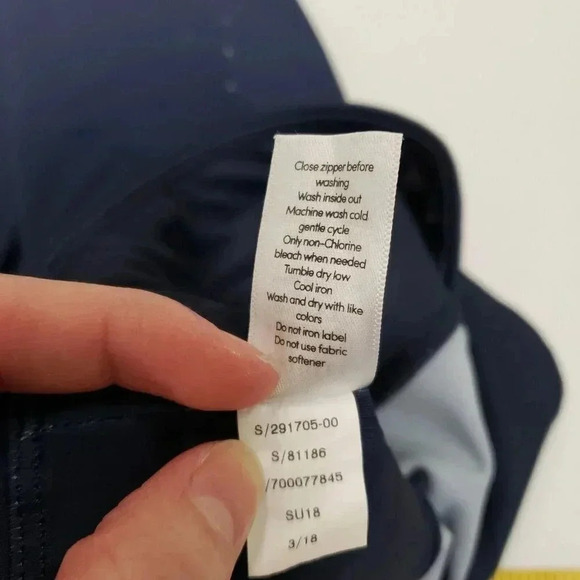 Close zipper before
washing
Wash inside out
Machine wash cold
gentle cycle
Only non-Chlorine
bleach when needed
Tumble dry low
Cool iron
Wash and dry with like
colors
Do not iron label
Do not use fabric
softener
S/291705-00
S/81186
/700077845
SU18
3/18